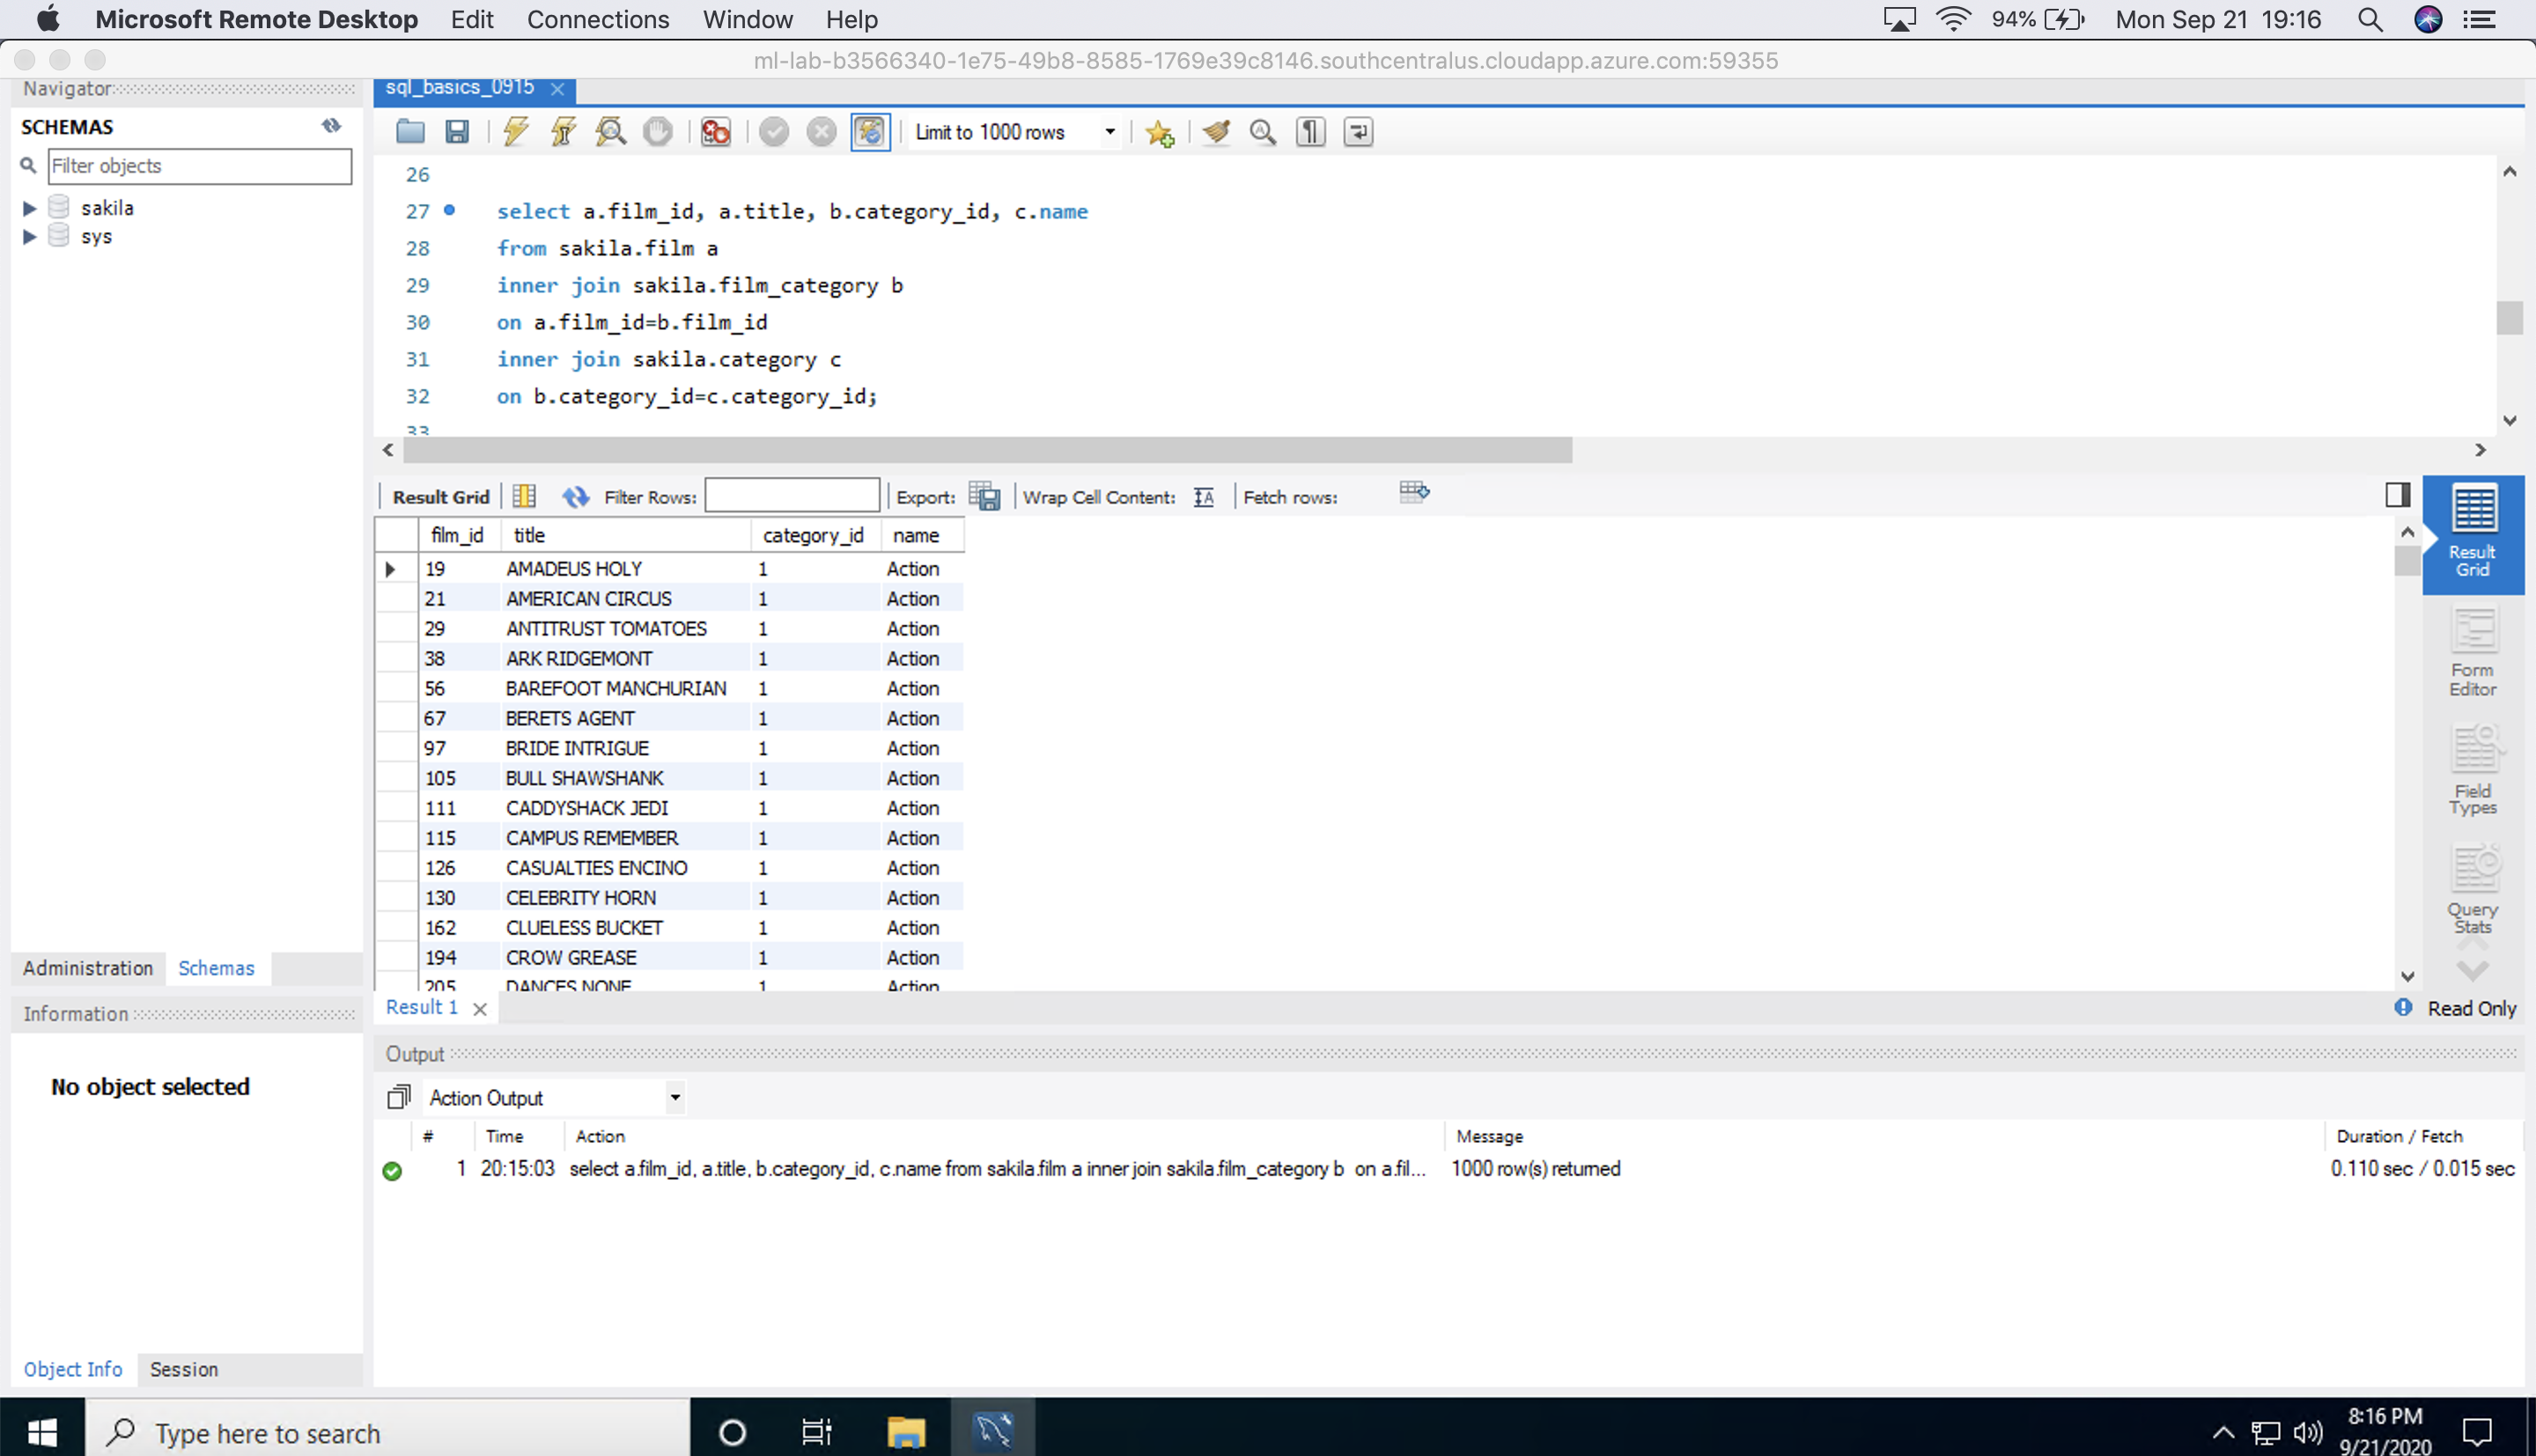 Microsoft Remote Desktop Edit Connections Window Help 94% Mon Sep 21 19:16
ml-lab-b3566340-1e75-49b8-8585-1769e39c8146.southcentralus.cloudapp.azure.com:59355
Navigator
sql_basics_0915
SCHEMAS
Limit to 1000 rows
Filter objects
sakila
sys
26
27 select a.film_id, a.title, b.category_id, c.name
28 from sakila.film a
29 inner join sakila.film_category b
30 on a.film_id=b.film_id
31 inner join sakila.category c
32 on b.category_id=c.category_id;
33
Result Grid Filter Rows: Export: Wrap Cell Content: Fetch rows:
film_id title category_id name
19 AMADEUS HOLY 1 Action
21 AMERICAN CIRCUS 1 Action
29 ANTITRUST TOMATOES 1 Action
38 ARK RIDGEMONT 1 Action
56 BAREFOOT MANCHURIAN 1 Action
67 BERETS AGENT 1 Action
97 BRIDE INTRIGUE 1 Action
105 BULL SHAWSHANK 1 Action
111 CADDYSHACK JEDI 1 Action
115 CAMPUS REMEMBER 1 Action
126 CASUALTIES ENCINO 1 Action
130 CELEBRITY HORN 1 Action
162 CLUELESS BUCKET 1 Action
194 CROW GREASE 1 Action
205 DANCES NONE 1 Action
Result
Grid
Form
Editor
Field
Types
Query
Stats
Administration Schemas
Result 1
Read Only
Information
No object selected
Output
Action Output
# Time Action Message Duration / Fetch
1 20:15:03 select a.film_id, a.title, b.category_id, c.name from sakila.film a inner join sakila.film_category b on a.fil... 1000 row(s) returned 0.110 sec / 0.015 sec
Object Info Session
Type here to search
8:16 PM
9/21/2020